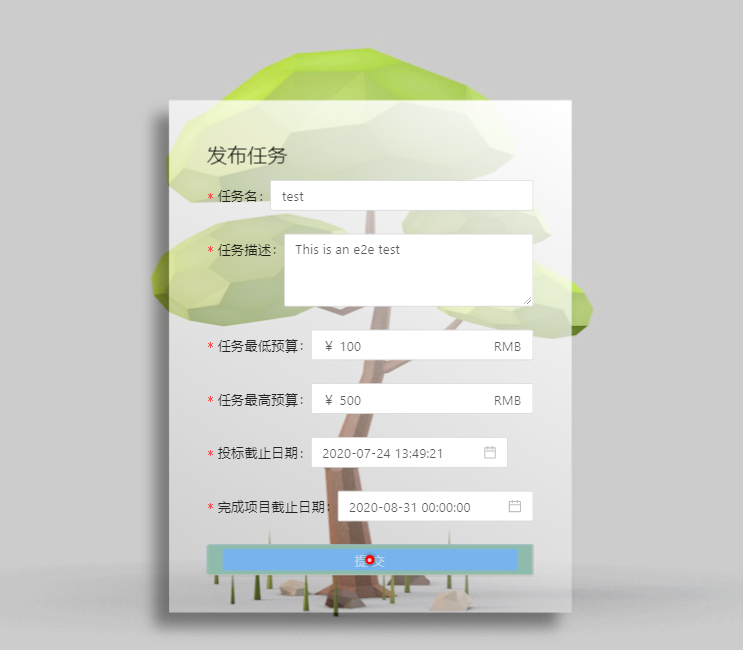 发布任务
* 任务名： test
* 任务描述： This is an e2e test
* 任务最低预算： ¥ 100 RMB
* 任务最高预算： ¥ 500 RMB
* 投标截止日期： 2020-07-24 13:49:21
* 完成项目截止日期： 2020-08-31 00:00:00
提交